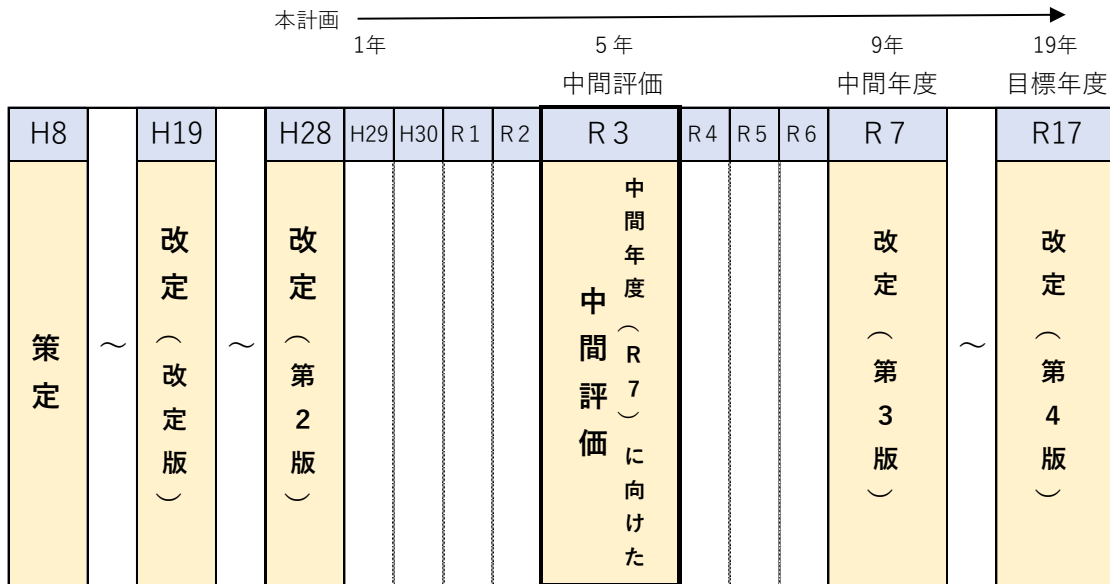 本計画
1年 5年 9年 19年
中間評価 中間年度 目標年度
H8 H19 H28 H29 H30 R1 R2 R3 R4 R5 R6 R7 R17
策定
～
改定（改定版）
～
改定（第2版）
中間年度（R7）に向けた
中間評価
改定（第3版）
～
改定（第4版）